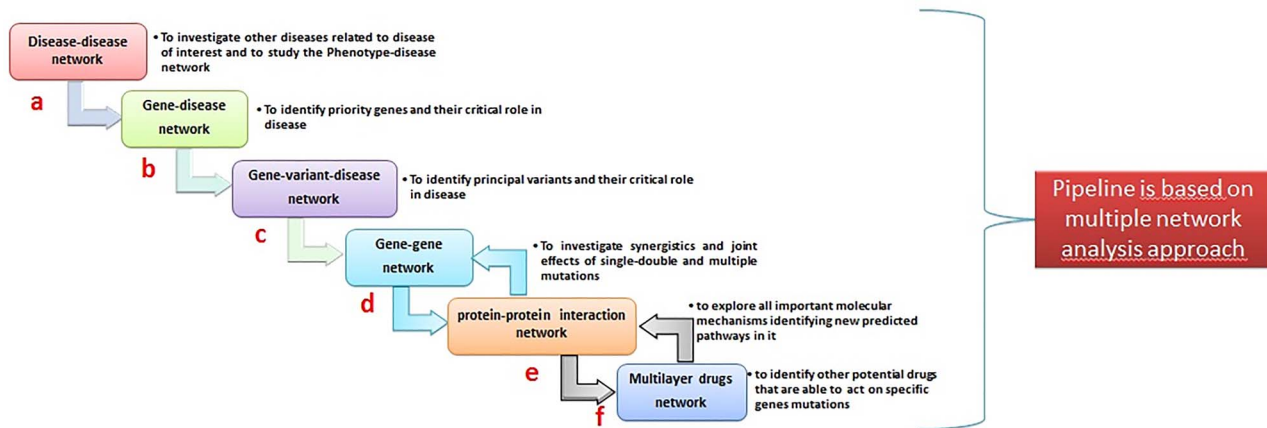 Disease-disease
network
• To investigate other diseases related to disease
of interest and to study the Phenotype-disease
network
a
Gene-disease
network
• To identify priority genes and their critical role in
disease
b
Gene-variant-disease
network
• To identify principal variants and their critical role
in disease
c
Gene-gene
network
• To investigate synergistics and joint
effects of single-double and multiple
mutations
d
protein-protein interaction
network
• to explore all important molecular
mechanisms identifying new predicted
pathways in it
e
Multilayer drugs
network
• to identify other potential drugs
that are able to act on specific
genes mutations
f
Pipeline is based on
multiple network
analysis approach